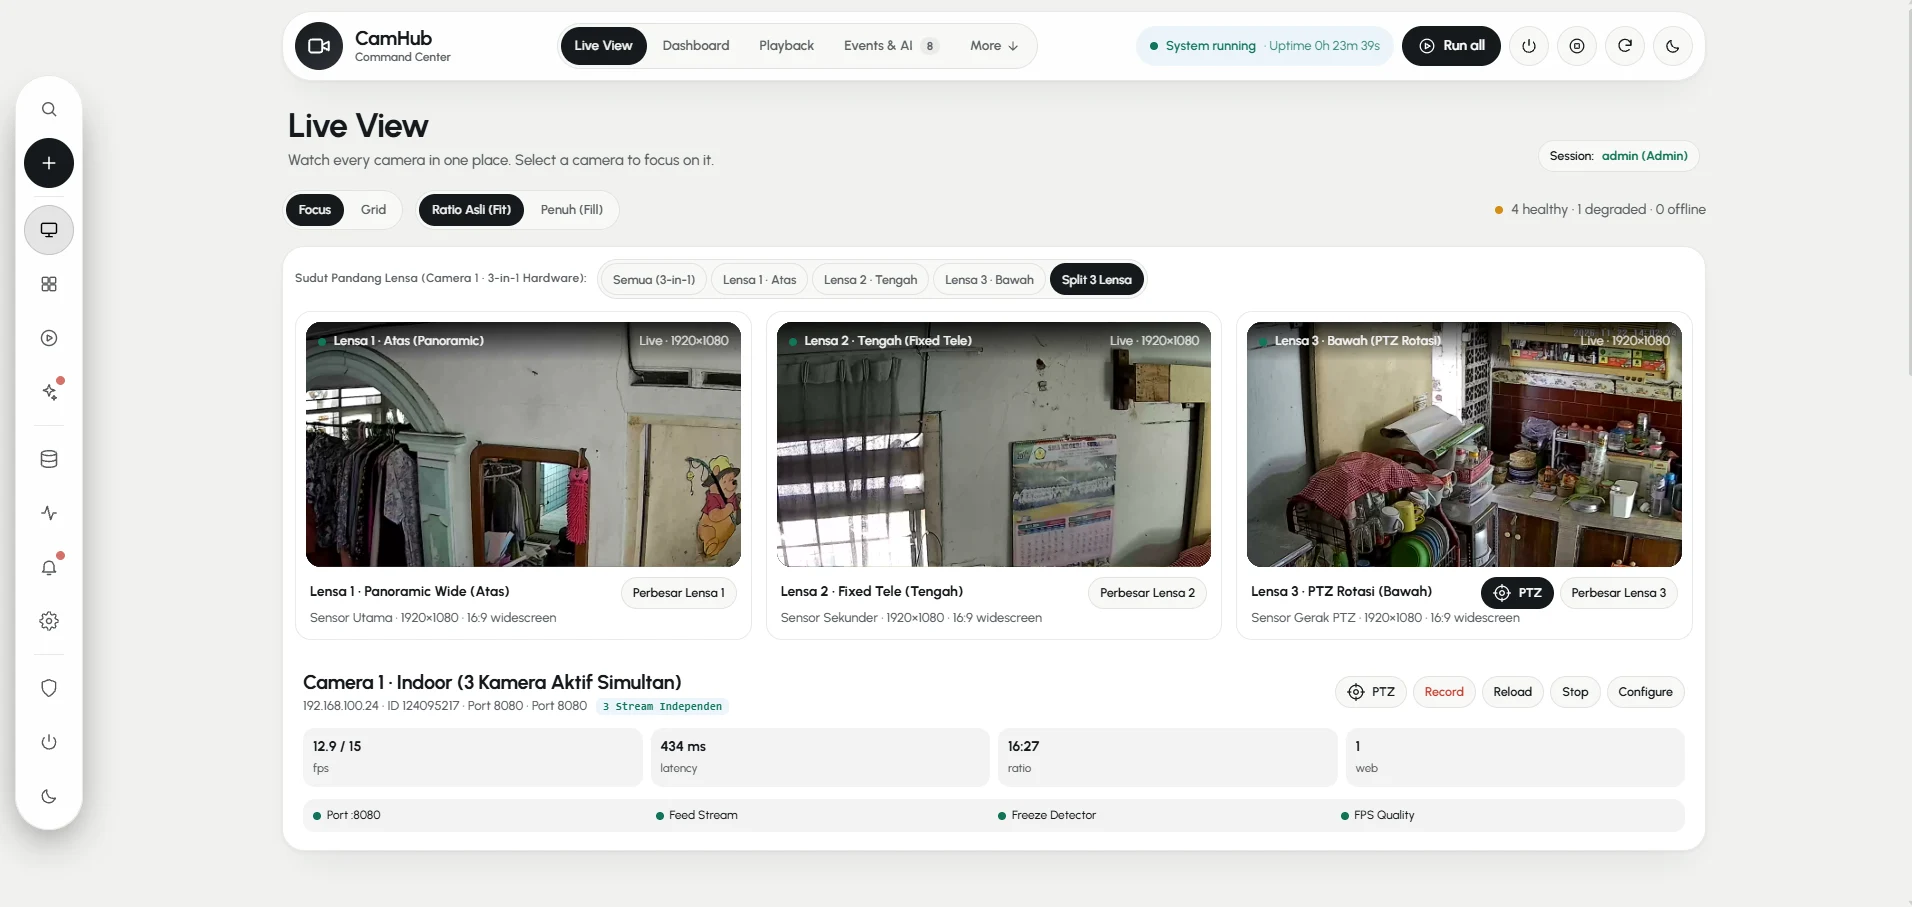 CamHub
Command Center
Live View
Dashboard
Playback
Events & AI 8
More
System running · Uptime 0h 23m 39s
Run all
Live View
Watch every camera in one place. Select a camera to focus on it.
Session: admin (Admin)
Focus
Grid
Ratio Asli (Fit)
Penuh (Fill)
4 healthy · 1 degraded · 0 offline
Sudut Pandang Lensa (Camera 1 · 3-in-1 Hardware):
Semua (3-in-1)
Lensa 1 · Atas
Lensa 2 · Tengah
Lensa 3 · Bawah
Split 3 Lensa
Lensa 1 · Atas (Panoramic)
Live · 1920×1080
Lensa 2 · Tengah (Fixed Tele)
Live · 1920×1080
Lensa 3 · Bawah (PTZ Rotasi)
Live · 1920×1080
Lensa 1 · Panoramic Wide (Atas)
Perbesar Lensa 1
Sensor Utama · 1920×1080 · 16:9 widescreen
Lensa 2 · Fixed Tele (Tengah)
Perbesar Lensa 2
Sensor Sekunder · 1920×1080 · 16:9 widescreen
Lensa 3 · PTZ Rotasi (Bawah)
PTZ
Perbesar Lensa 3
Sensor Gerak PTZ · 1920×1080 · 16:9 widescreen
Camera 1 · Indoor (3 Kamera Aktif Simultan)
192.168.100.24 · ID 124095217 · Port 8080 · Port 8080
3 Stream Independen
PTZ
Record
Reload
Stop
Configure
12.9 / 15
fps
434 ms
latency
16:27
ratio
1
web
Port :8080
Feed Stream
Freeze Detector
FPS Quality